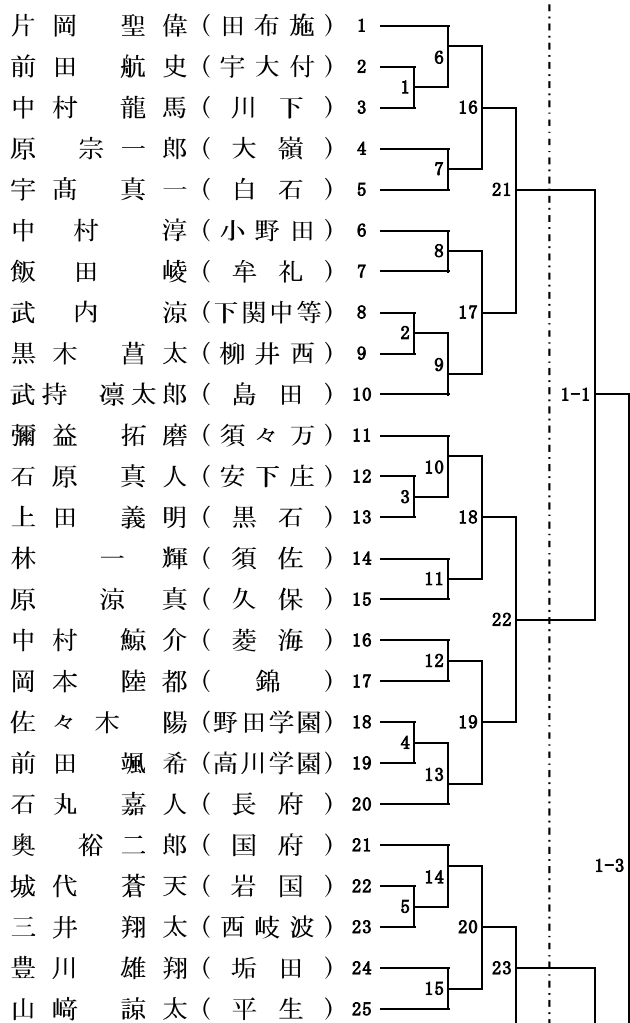 片岡 聖偉(田布施) 1
前田 航史(宇大付) 2
中村 龍馬(川下) 3
原 宗一郎(大嶺) 4
宇髙 真一(白石) 5
中村 淳(小野田) 6
飯田 崚(牟礼) 7
武内 涼(下関中等) 8
黒木 菖太(柳井西) 9
武持 凛太郎(島田) 10
彌益 拓磨(須々万) 11
石原 真人(安下庄) 12
上田 義明(黒石) 13
林 一輝(須佐) 14
原 涼真(久保) 15
中村 鯨介(菱海) 16
岡本 陸都(錦) 17
佐々木 陽(野田学園) 18
前田 颯希(高川学園) 19
石丸 嘉人(長府) 20
奥 裕二郎(国府) 21
城代 蒼天(岩国) 22
三井 翔太(西岐波) 23
豊川 雄翔(垢田) 24
山﨑 諒太(平生) 25
1
2
3
4
5
6
7
8
9
10
11
12
13
14
15
16
17
18
19
20
21
22
23
1-1
1-3